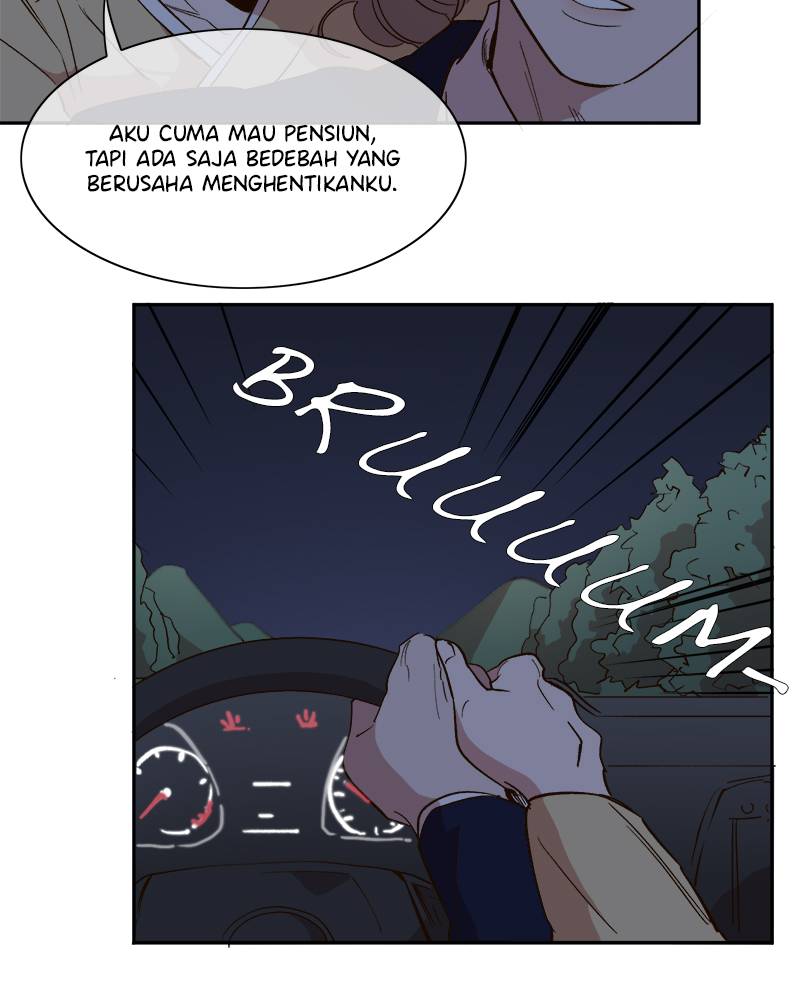 AKU CUMA MAU PENSIUN,
TAPI ADA SAJA BEDEBAH YANG
BERUSAHA MENGHENTIKANKU.
BRUUUUM-